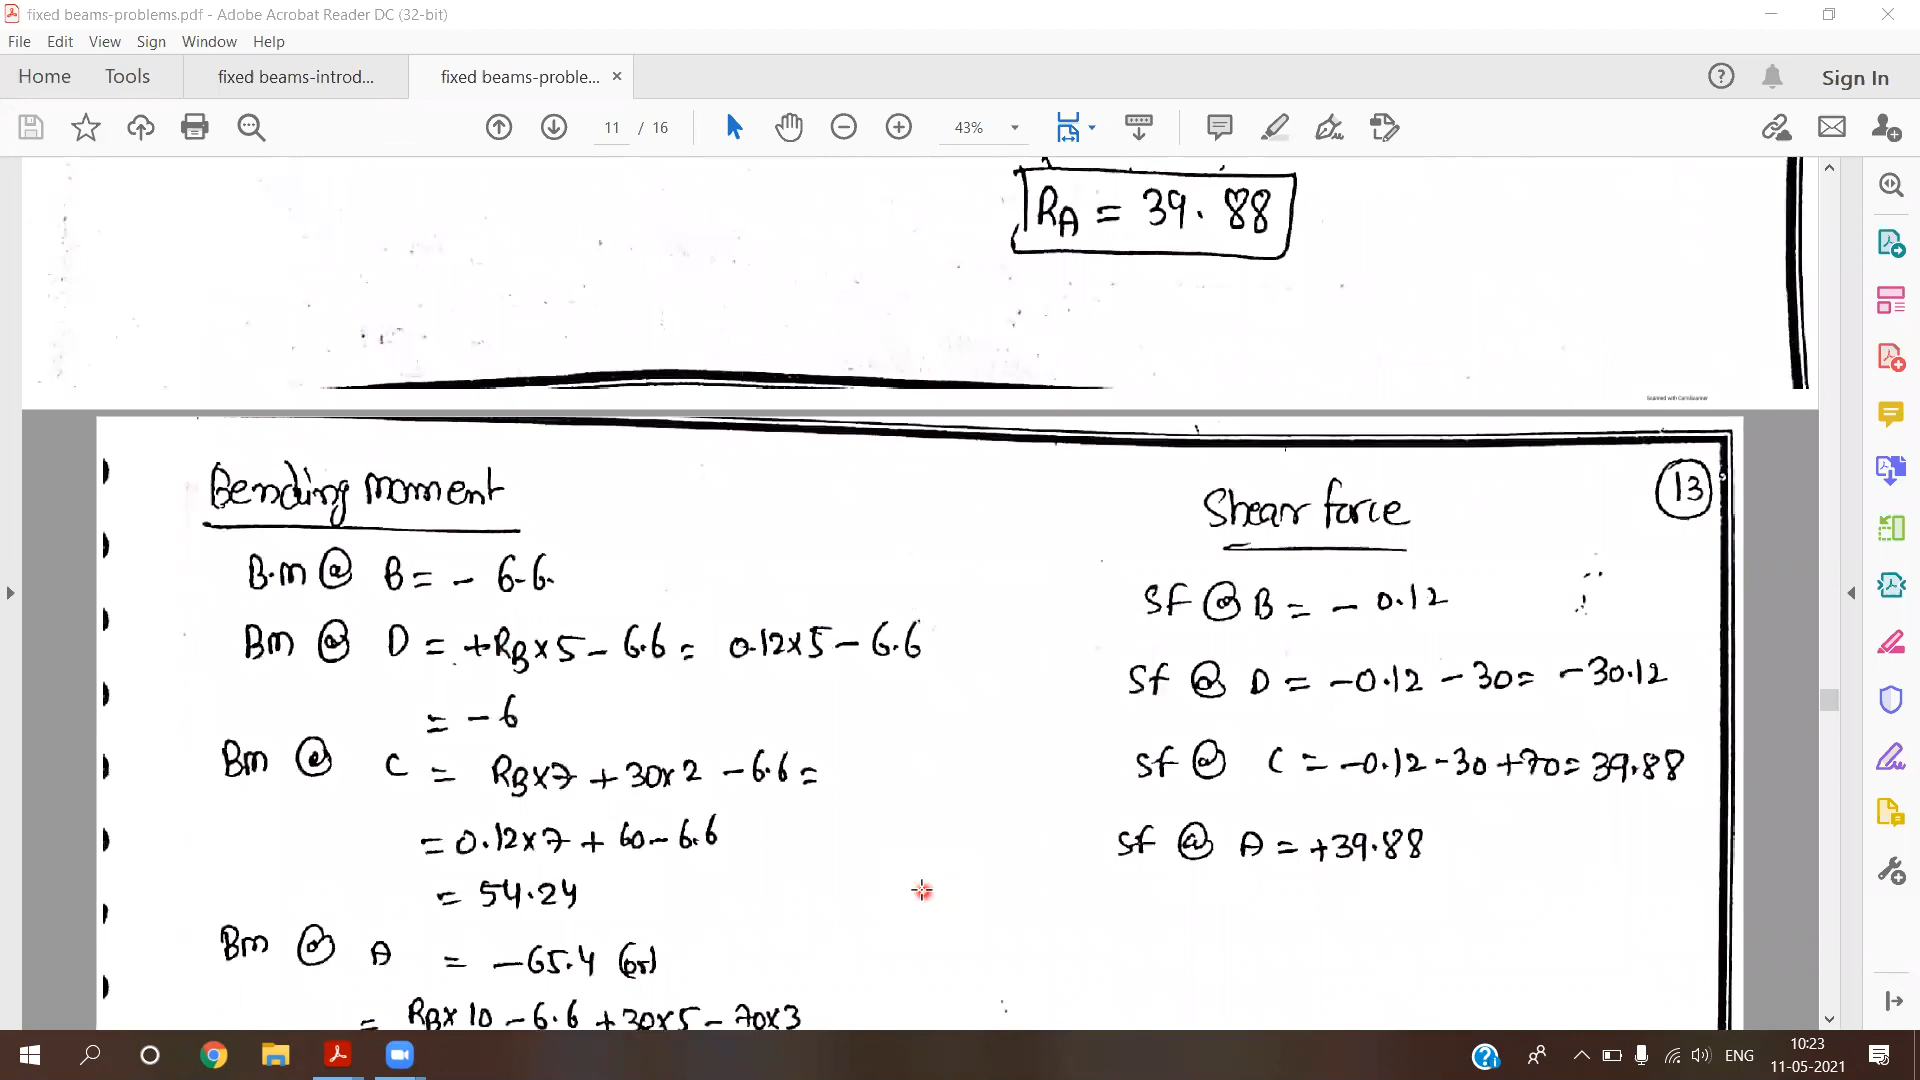 fixed beams-problems.pdf - Adobe Acrobat Reader DC (32-bit)
File Edit View Sign Window Help
Home Tools fixed beams-introd... fixed beams-proble... × Sign In
11 / 16 43%
RA = 39.88
Scanned with CamScanner
13
Bending moment
B.M @ B = - 6.6.
BM @ D = +RB×5 - 6.6 = 0.12×5 - 6.6
= -6
BM @ C = RB×7 + 30×2 - 6.6 =
= 0.12×7 + 60 - 6.6
= 54.24
BM @ A = -65.4 (or)
= RB×10 - 6.6 + 30×5 - 70×3
Shear force
SF @ B = - 0.12
SF @ D = -0.12 - 30 = -30.12
SF @ C = -0.12 - 30 + 70 = 39.88
SF @ A = +39.88
ENG
10:23
11-05-2021